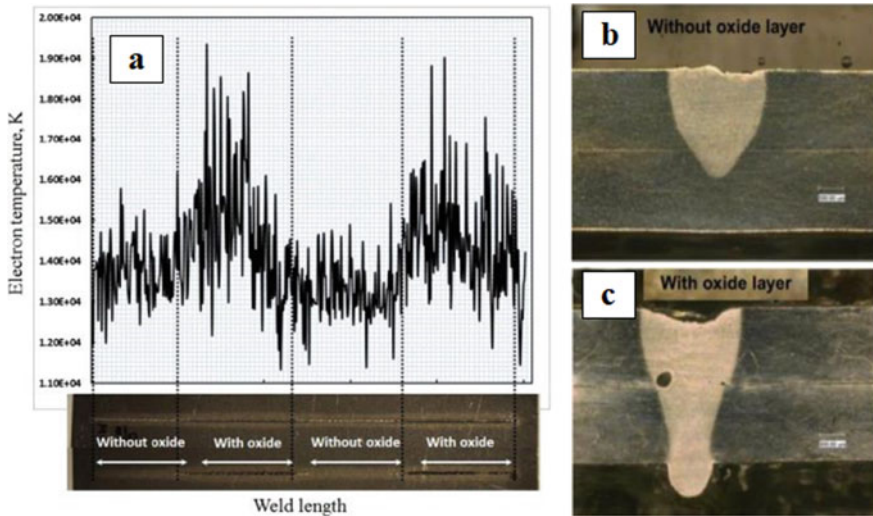 2.00E+04
1.90E+04
1.80E+04
1.70E+04
1.60E+04
1.50E+04
1.40E+04
1.30E+04
1.20E+04
1.10E+04
Electron temperature, K
a
Without oxide
With oxide
Without oxide
With oxide
Weld length
b
Without oxide layer
c
With oxide layer